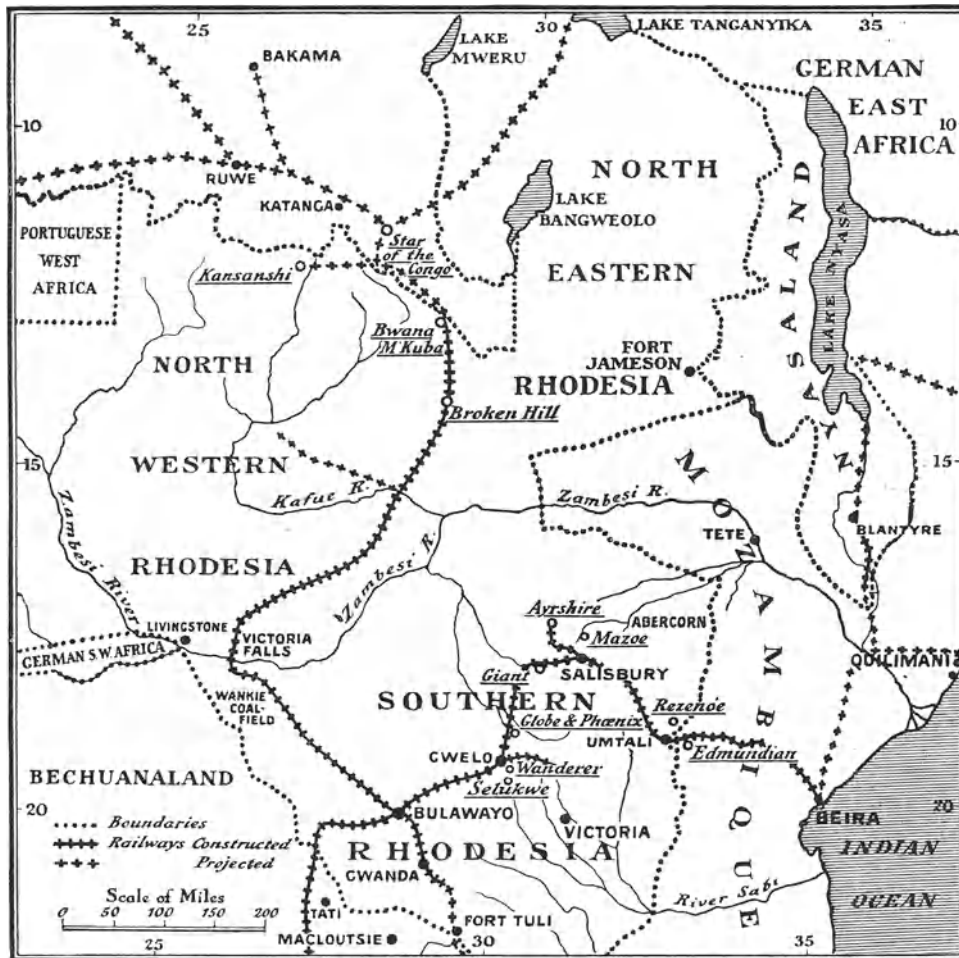 25
30
35
LAKE TANGANYIKA
LAKE
MWERU
BAKAMA
GERMAN
EAST
AFRICA
10
10
NORTH
RUWE
KATANGA
LAKE
BANGWEOLO
Star
of the
Congo
PORTUGUESE
WEST
AFRICA
Kansanshi
EASTERN
NYASALAND
LAKE NYASA
Bwana
M'Kuba
NORTH
FORT
JAMESON
RHODESIA
Broken Hill
WESTERN
15
15
Kafue R.
Zambesi R.
MOZAMBIQUE
TETE
BLANTYRE
Zambesi River
RHODESIA
Zambesi R.
Ayrshire
ABERCORN
Mazoe
LIVINGSTONE
VICTORIA
FALLS
GERMAN S.W. AFRICA
Giant
SALISBURY
QUILIMANI
WANKIE
COAL-
FIELD
SOUTHERN
Rezende
Globe & Phœnix
UMTALI
Edmundian
GWELO
Wanderer
BECHUANALAND
Selukwe
20
20
BULAWAYO
VICTORIA
BEIRA
Boundaries
Railways Constructed
Projected
RHODESIA
INDIAN
OCEAN
GWANDA
River Sabi
Scale of Miles
0 50 100 150 200
TATI
FORT TULI
MACLOUTSIE
25
30
35